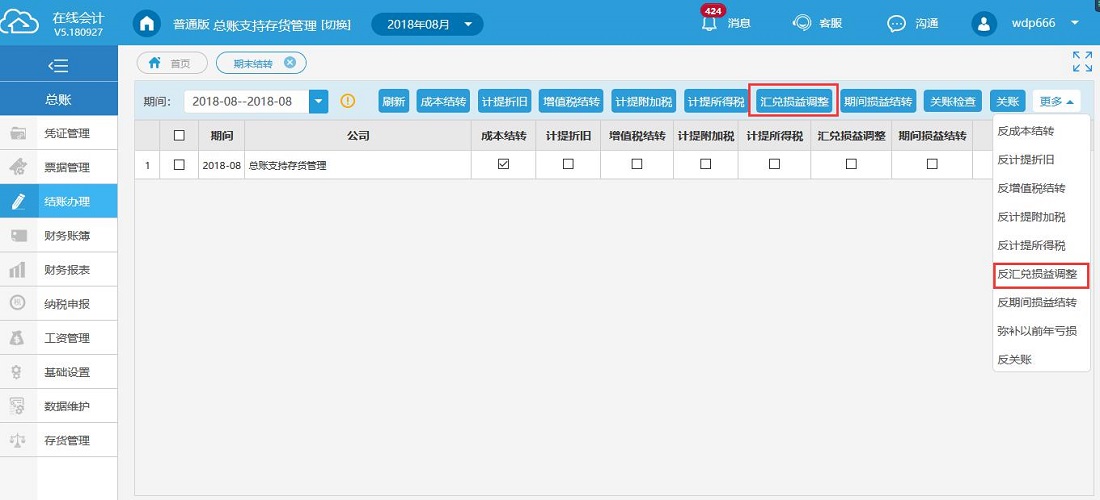 在线会计
V5.180927
普通版 总账支持存货管理 [切换]
2018年08月
424
消息
客服
沟通
wdp666
首页
期末结转
总账
期间：
2018-08--2018-08
刷新
成本结转
计提折旧
增值税结转
计提附加税
计提所得税
汇兑损益调整
期间损益结转
关账检查
关账
更多
期间 公司 成本结转 计提折旧 增值税结转 计提附加税 计提所得税 汇兑损益调整 期间损益结转
1 2018-08 总账支持存货管理
凭证管理
票据管理
结账办理
财务账簿
财务报表
税
纳税申报
工资管理
基础设置
数据维护
存货管理
反成本结转
反计提折旧
反增值税结转
反计提附加税
反计提所得税
反汇兑损益调整
反期间损益结转
弥补以前年亏损
反关账